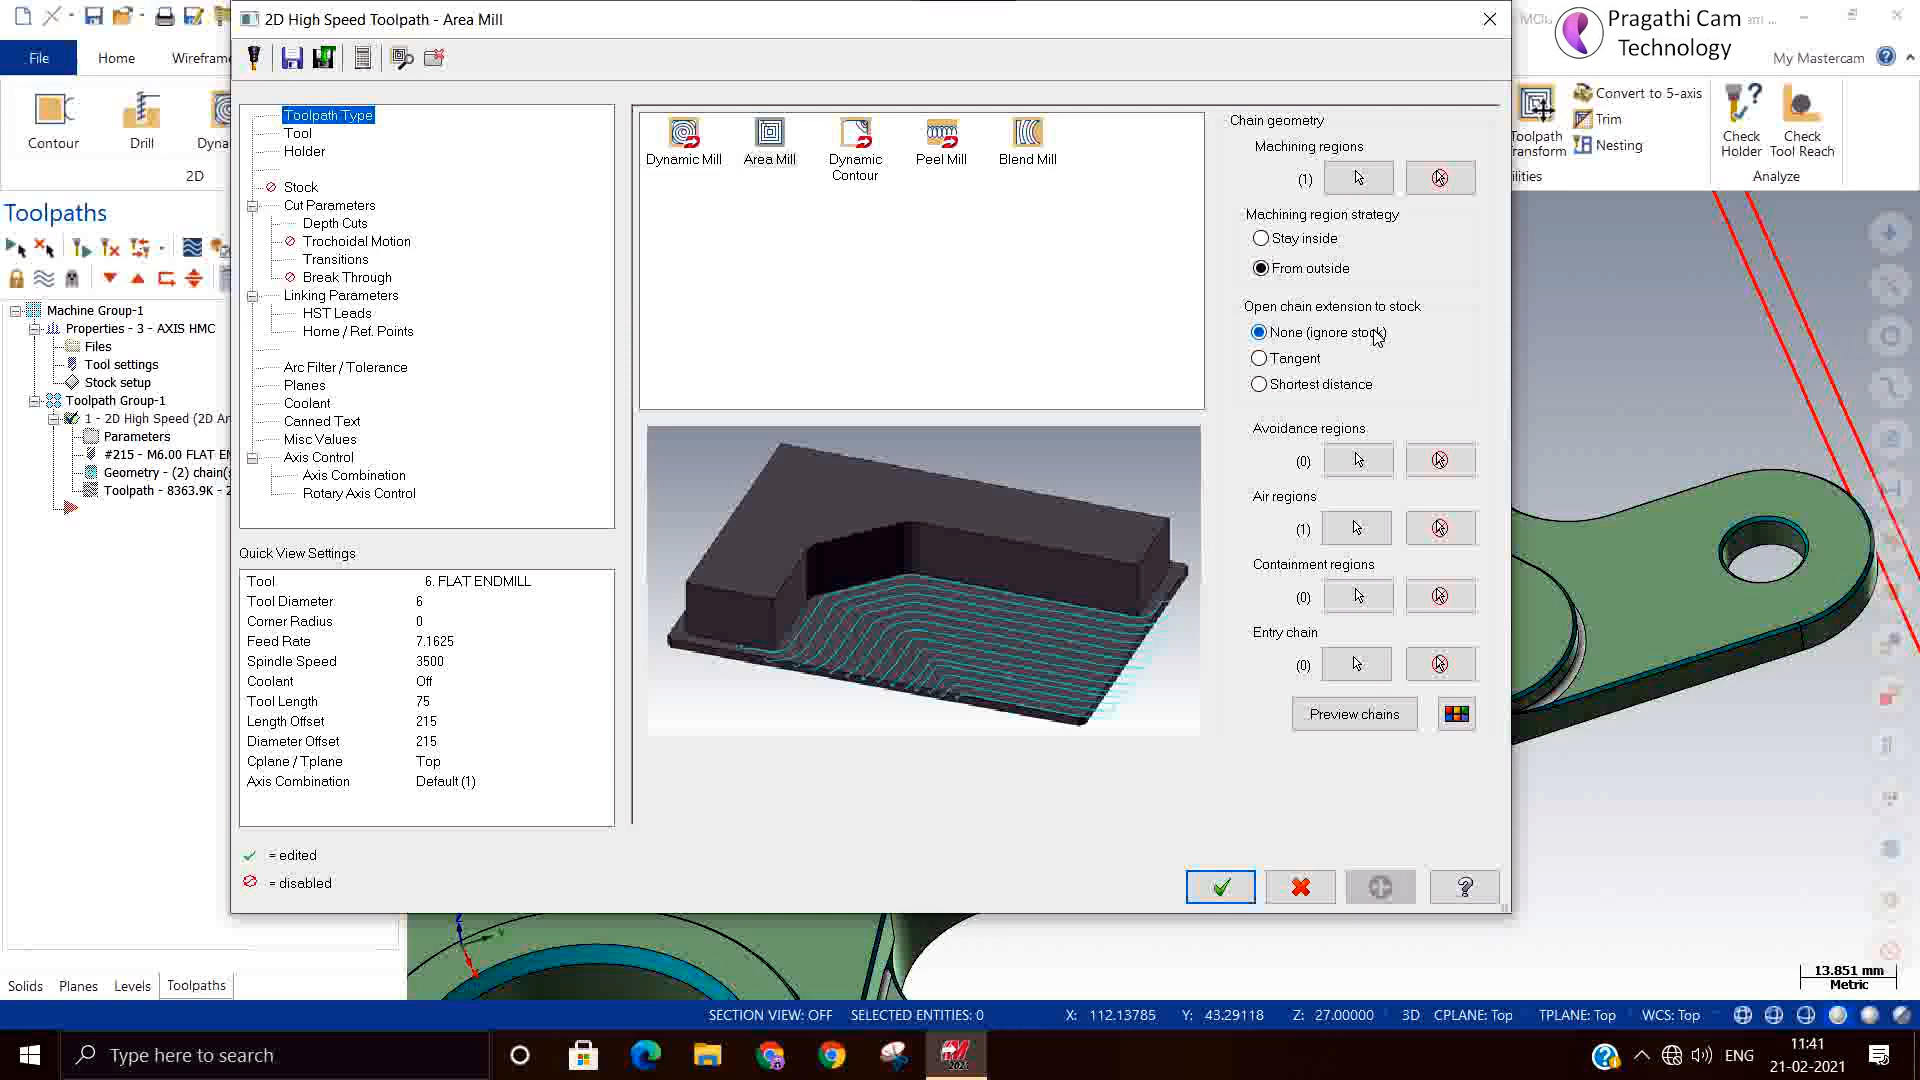 2D High Speed Toolpath - Area Mill
Pragathi Cam
Technology
File
Home
Wireframe
My Mastercam
Contour
Drill
Dyna
2D
Convert to 5-axis
Trim
Nesting
Toolpath
Transform
ilities
Check
Holder
Check
Tool Reach
Analyze
Toolpaths
Machine Group-1
Properties - 3 - AXIS HMC
Files
Tool settings
Stock setup
Toolpath Group-1
1 - 2D High Speed (2D Ar
Parameters
#215 - M6.00 FLAT EN
Geometry - (2) chain(s
Toolpath - 8363.9K - 2
Toolpath Type
Tool
Holder
Stock
Cut Parameters
Depth Cuts
Trochoidal Motion
Transitions
Break Through
Linking Parameters
HST Leads
Home / Ref. Points
Arc Filter / Tolerance
Planes
Coolant
Canned Text
Misc Values
Axis Control
Axis Combination
Rotary Axis Control
Quick View Settings
Tool 6. FLAT ENDMILL
Tool Diameter 6
Corner Radius 0
Feed Rate 7.1625
Spindle Speed 3500
Coolant Off
Tool Length 75
Length Offset 215
Diameter Offset 215
Cplane / Tplane Top
Axis Combination Default (1)
= edited
= disabled
Dynamic Mill
Area Mill
Dynamic
Contour
Peel Mill
Blend Mill
Chain geometry
Machining regions
(1)
Machining region strategy
Stay inside
From outside
Open chain extension to stock
None (ignore stock)
Tangent
Shortest distance
Avoidance regions
(0)
Air regions
(1)
Containment regions
(0)
Entry chain
(0)
Preview chains
13.851 mm
Metric
Solids
Planes
Levels
Toolpaths
SECTION VIEW: OFF SELECTED ENTITIES: 0 X: 112.13785 Y: 43.29118 Z: 27.00000 3D CPLANE: Top TPLANE: Top WCS: Top
Type here to search
2021
ENG
11:41
21-02-2021